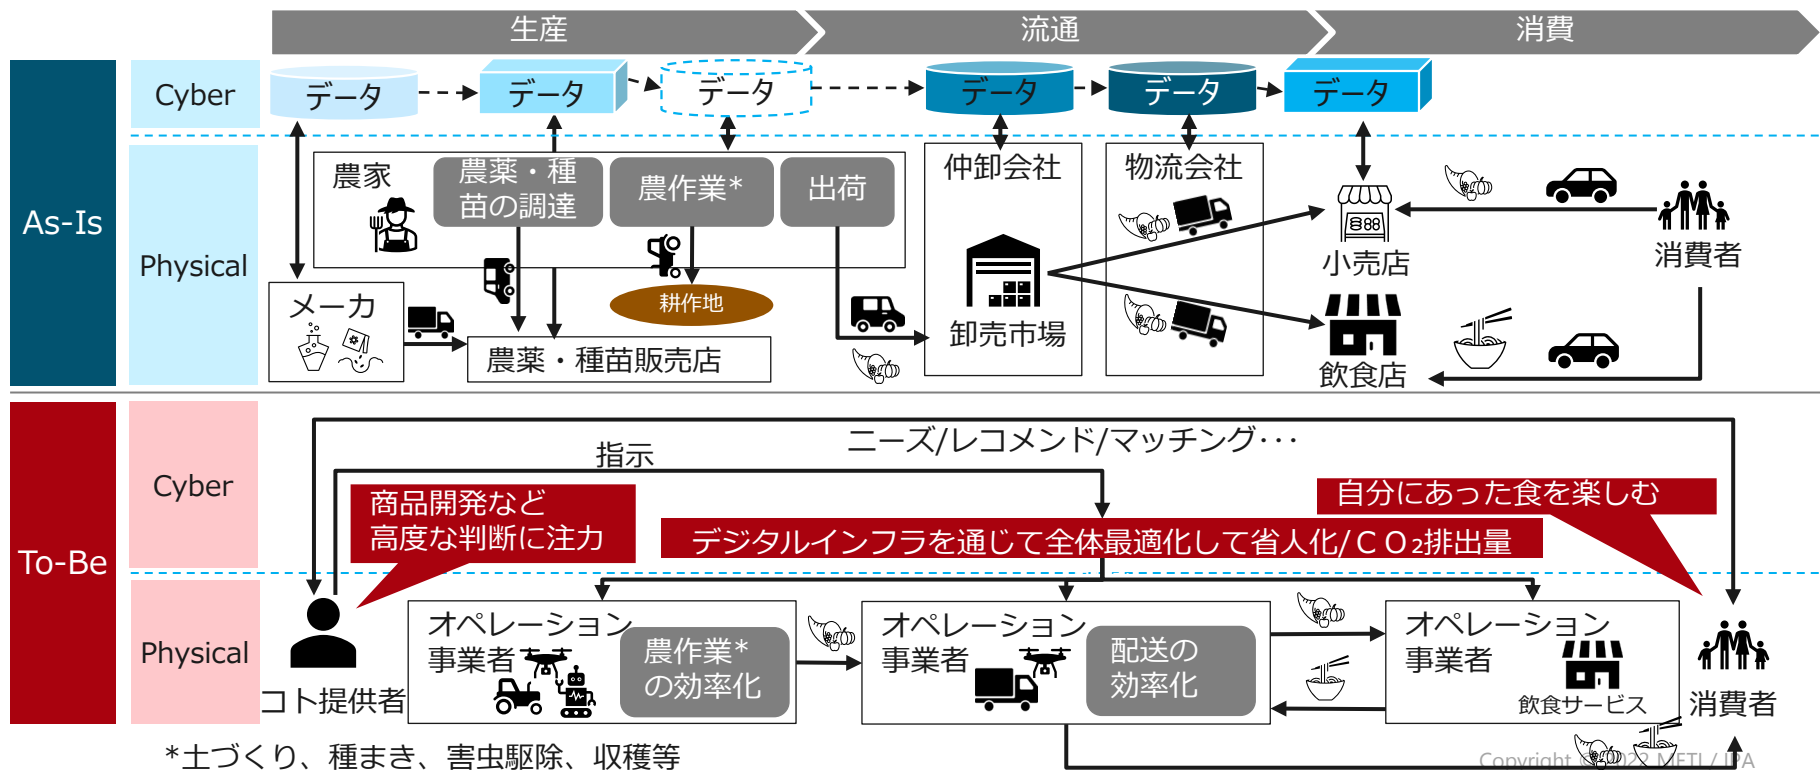 生産
流通
消費
As-Is
Cyber
データ
データ
データ
データ
データ
データ
Physical
農家
農薬・種
苗の調達
農作業*
出荷
仲卸会社
物流会社
888
小売店
消費者
メーカ
耕作地
農薬・種苗販売店
卸売市場
飲食店
To-Be
Cyber
ニーズ/レコメンド/マッチング･･･
指示
商品開発など
高度な判断に注力
自分にあった食を楽しむ
デジタルインフラを通じて全体最適化して省人化/ＣＯ₂排出量
Physical
コト提供者
オペレーション
事業者
農作業*
の効率化
オペレーション
事業者
配送の
効率化
オペレーション
事業者
飲食サービス
消費者
*土づくり、種まき、害虫駆除、収穫等
Copyright © 2022 METI / IPA